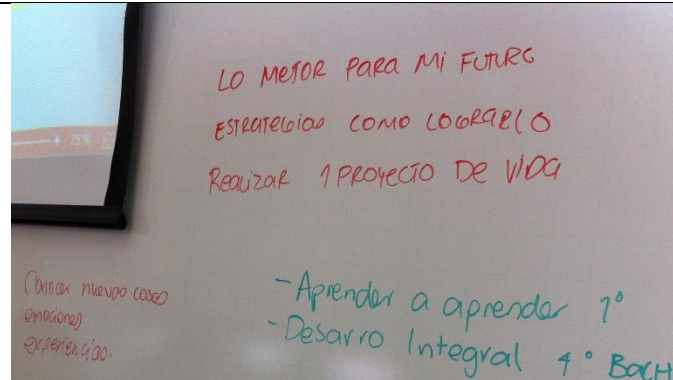 75%
LO MEJOR PARA Mi FUTURO
ESTRATEGIAS COMO LOGRARLO
REALIZAR 1 PROYECTO DE VIDA
Conocer nuevas cosas
emociones
experiencias.
- Aprender a aprender 1°
- Desarro Integral 4° BACH